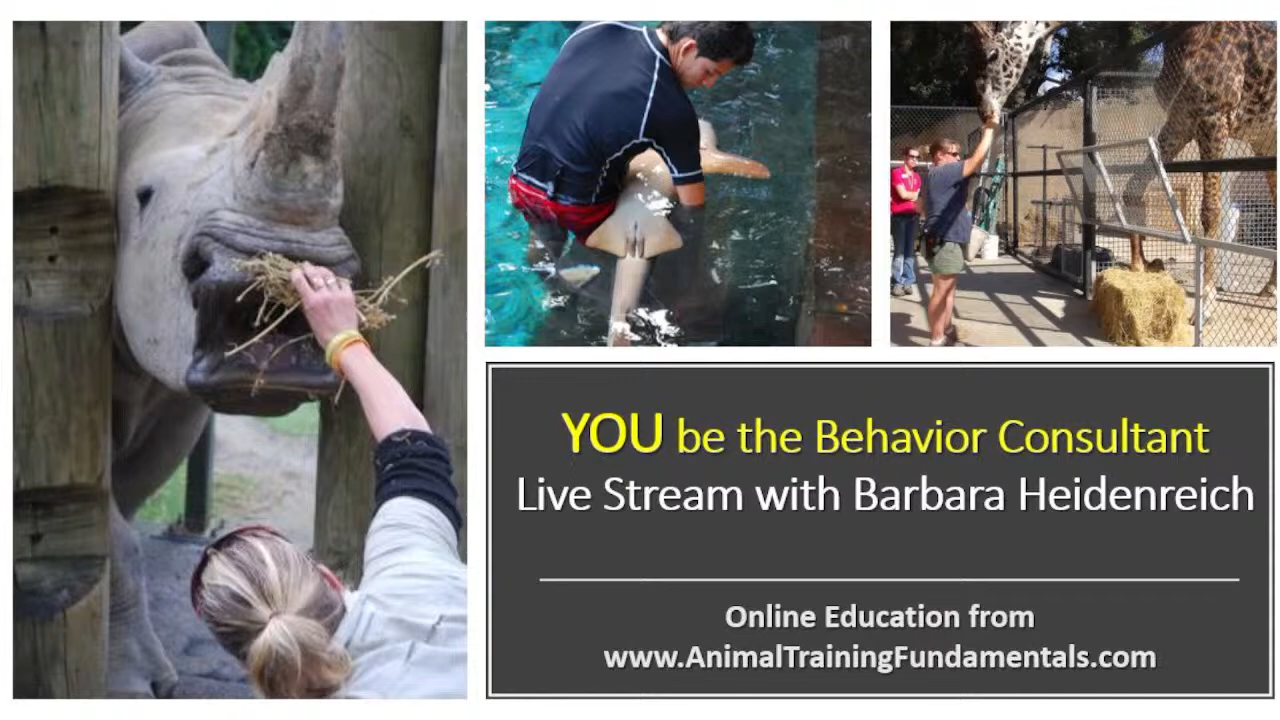 YOU be the Behavior Consultant
Live Stream with Barbara Heidenreich
Online Education from
www.AnimalTrainingFundamentals.com